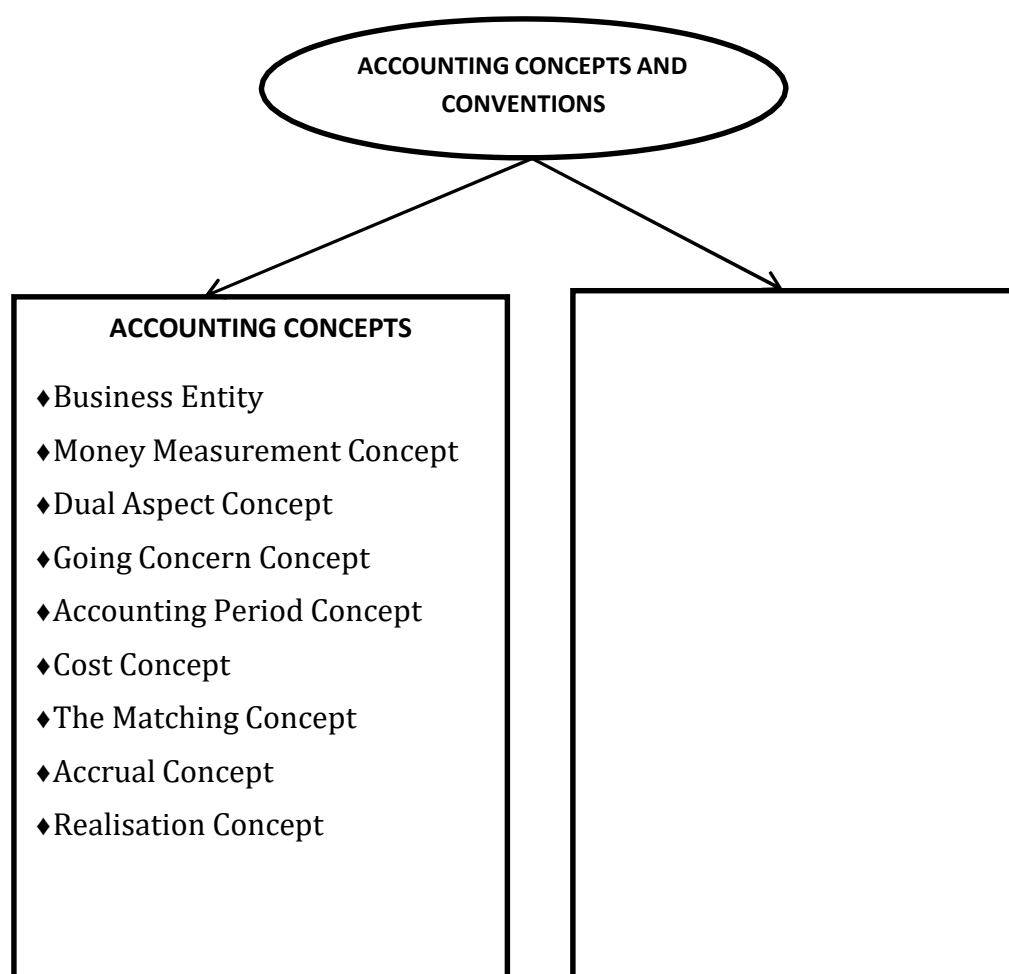 ACCOUNTING CONCEPTS AND
CONVENTIONS
ACCOUNTING CONCEPTS
♦Business Entity
♦Money Measurement Concept
♦Dual Aspect Concept
♦Going Concern Concept
♦Accounting Period Concept
♦Cost Concept
♦The Matching Concept
♦Accrual Concept
♦Realisation Concept